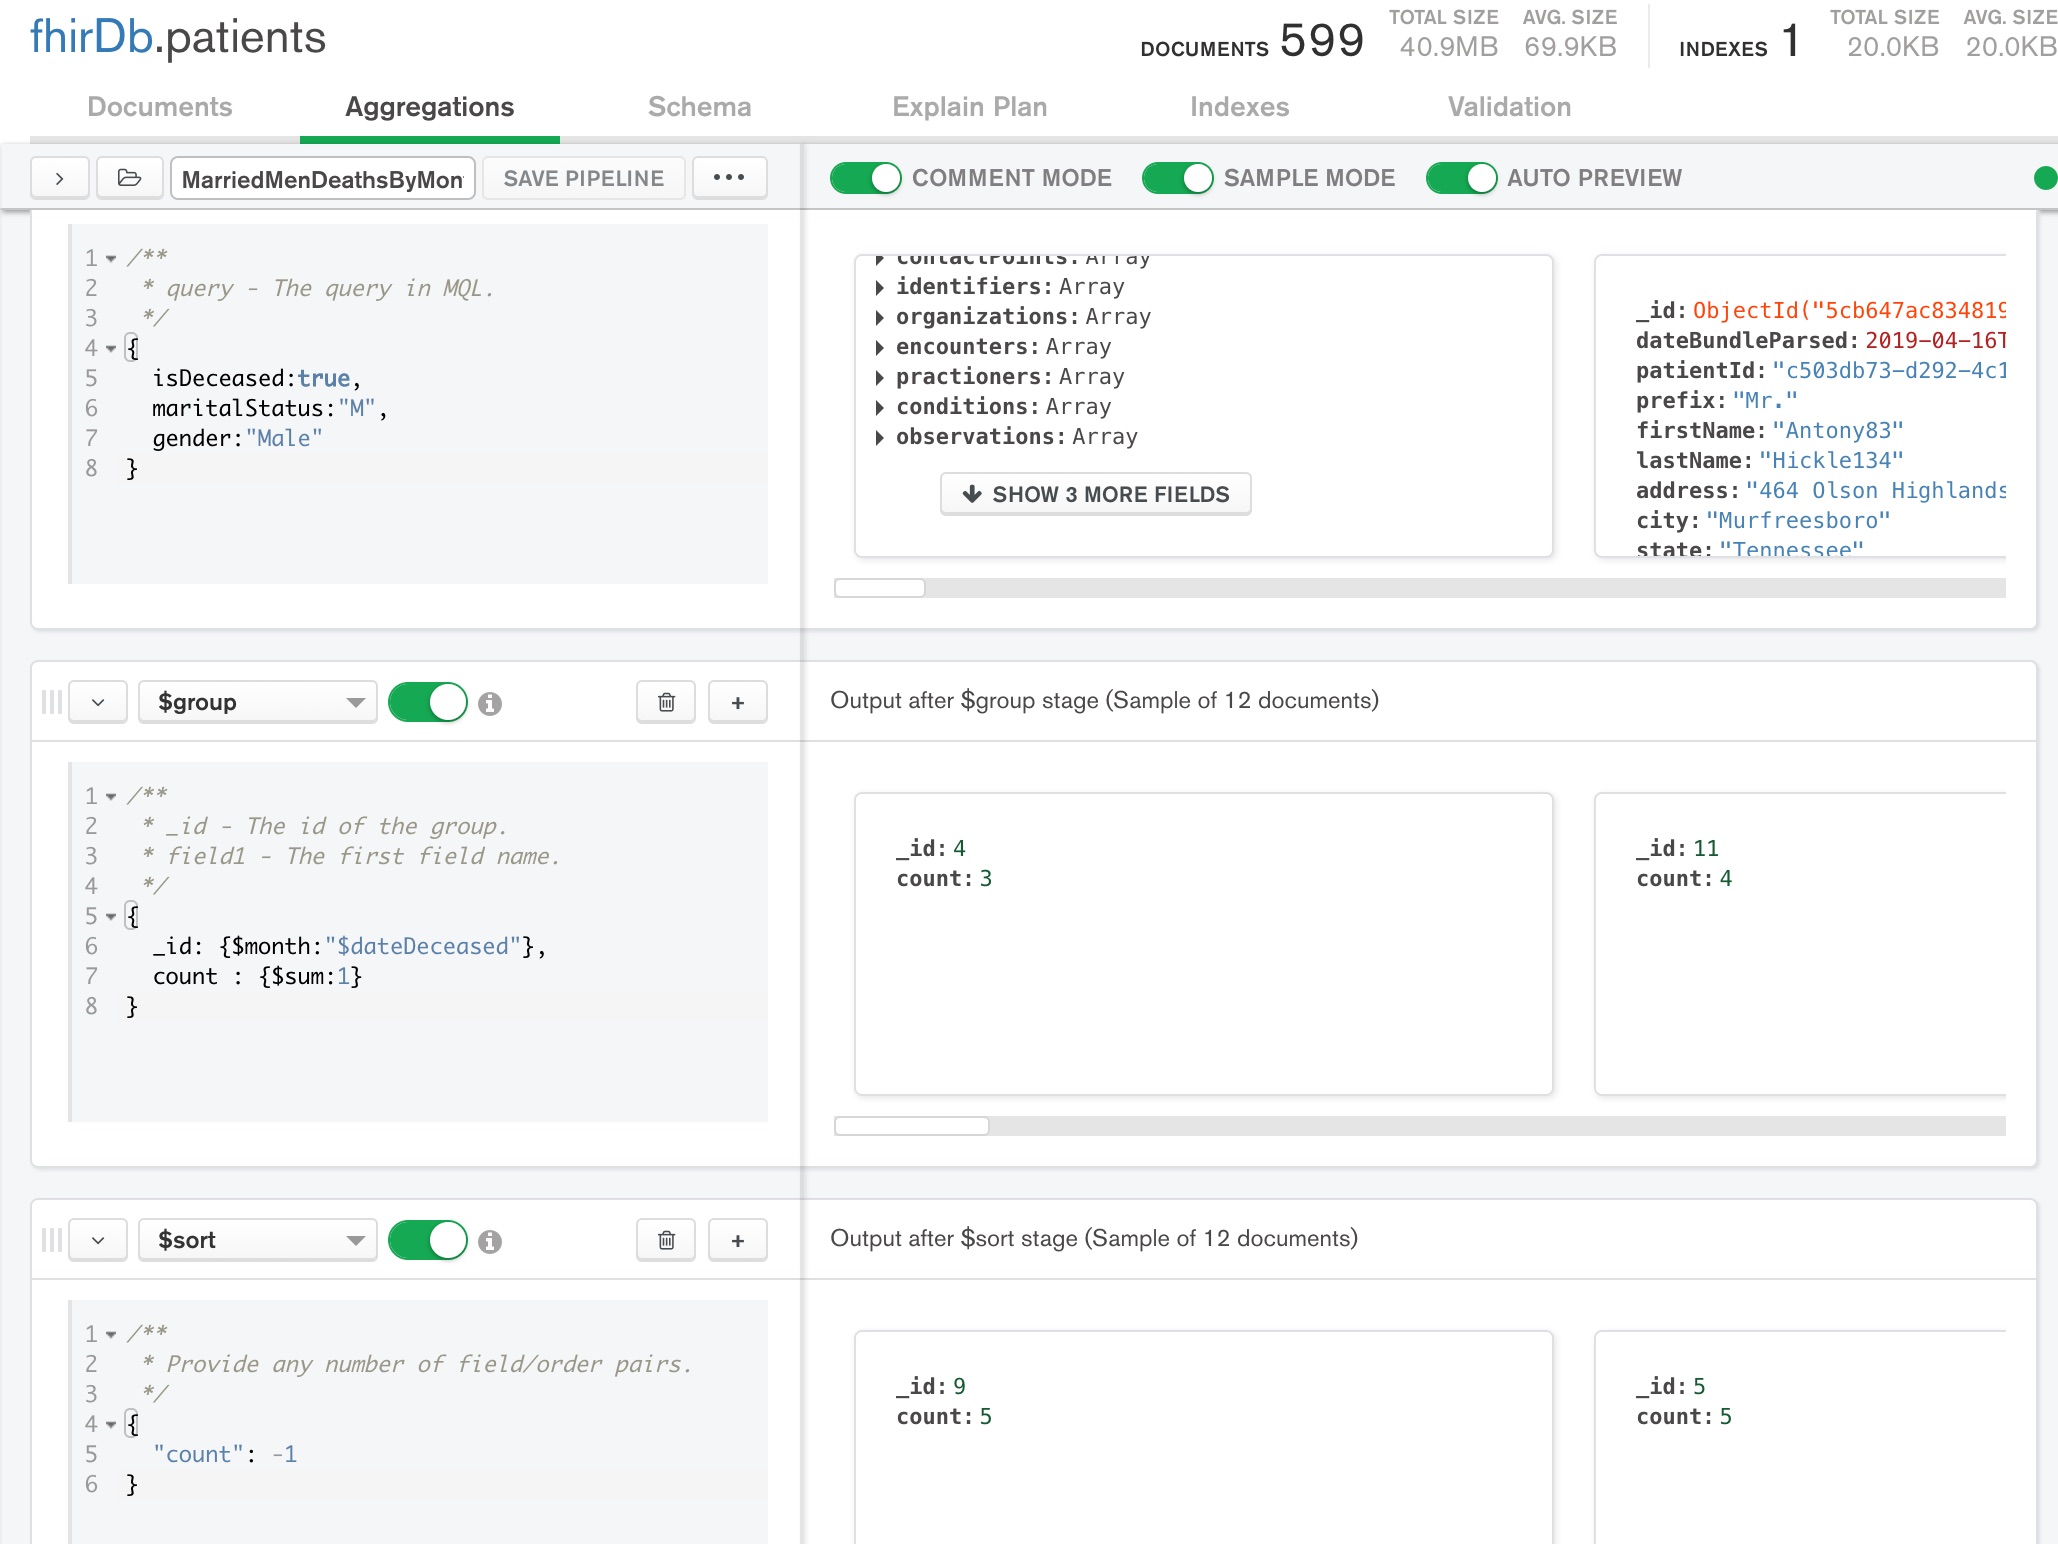 fhirDb.patients
DOCUMENTS 599 TOTAL SIZE 40.9MB AVG. SIZE 69.9KB INDEXES 1 TOTAL SIZE 20.0KB AVG. SIZE 20.0KB
Documents Aggregations Schema Explain Plan Indexes Validation
MarriedMenDeathsByMon SAVE PIPELINE ••• COMMENT MODE SAMPLE MODE AUTO PREVIEW
1 /**
2 * query - The query in MQL.
3 */
4 {
5 isDeceased:true,
6 maritalStatus:"M",
7 gender:"Male"
8 }
contactPoints: Array
identifiers: Array
organizations: Array
encounters: Array
practioners: Array
conditions: Array
observations: Array
SHOW 3 MORE FIELDS
_id: ObjectId("5cb647ac834819
dateBundleParsed: 2019-04-16T
patientId: "c503db73-d292-4c1
prefix: "Mr."
firstName: "Antony83"
lastName: "Hickle134"
address: "464 Olson Highlands
city: "Murfreesboro"
state: "Tennessee"
$group
Output after $group stage (Sample of 12 documents)
1 /**
2 * _id - The id of the group.
3 * field1 - The first field name.
4 */
5 {
6 _id: {$month:"$dateDeceased"},
7 count : {$sum:1}
8 }
_id: 4
count: 3
_id: 11
count: 4
$sort
Output after $sort stage (Sample of 12 documents)
1 /**
2 * Provide any number of field/order pairs.
3 */
4 {
5 "count": -1
6 }
_id: 9
count: 5
_id: 5
count: 5